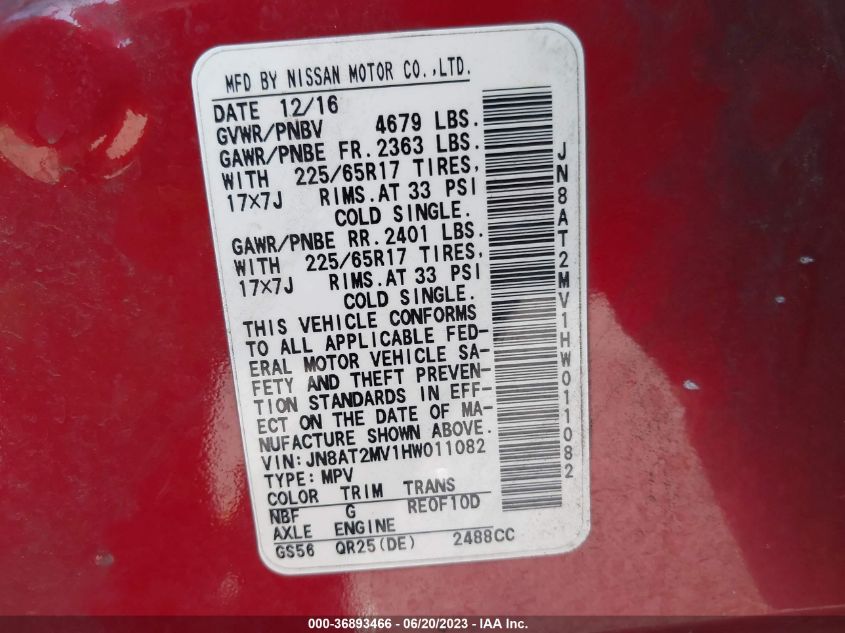 MFD BY NISSAN MOTOR CO.,LTD.
DATE 12/16
GVWR/PNBV 4679 LBS.
GAWR/PNBE FR. 2363 LBS.
WITH 225/65R17 TIRES,
17X7J RIMS.AT 33 PSI
COLD SINGLE.
GAWR/PNBE RR. 2401 LBS.
WITH 225/65R17 TIRES,
17X7J RIMS.AT 33 PSI
COLD SINGLE.
THIS VEHICLE CONFORMS
TO ALL APPLICABLE FED-
ERAL MOTOR VEHICLE SA-
FETY AND THEFT PREVEN-
TION STANDARDS IN EFF-
ECT ON THE DATE OF MA-
NUFACTURE SHOWN ABOVE.
VIN: JN8AT2MV1HW011082
TYPE: MPV
COLOR TRIM TRANS
NBF G RE0F10D
AXLE ENGINE
GS56 QR25(DE) 2488CC
JN8AT2MV1HW011082
000-36893466 - 06/20/2023 - © IAA, Inc.